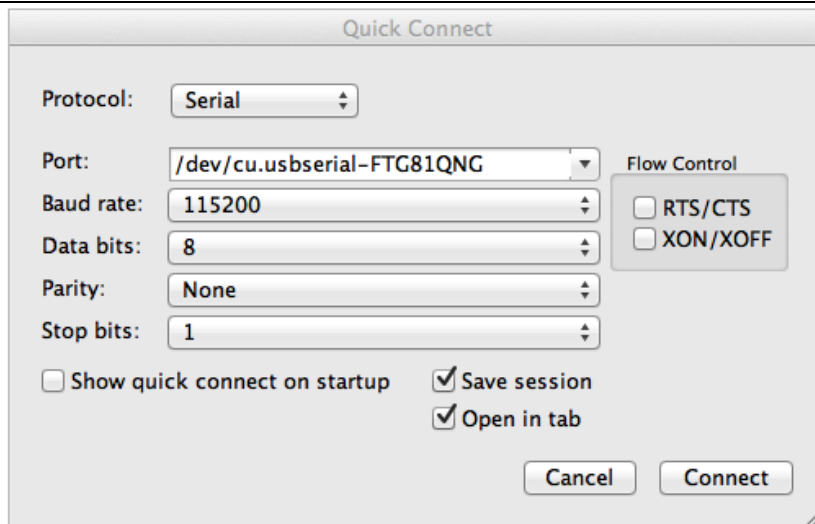 Quick Connect
Protocol: Serial
Port: /dev/cu.usbserial-FTG81QNG
Flow Control
Baud rate: 115200
RTS/CTS
Data bits: 8
XON/XOFF
Parity: None
Stop bits: 1
Show quick connect on startup
Save session
Open in tab
Cancel
Connect